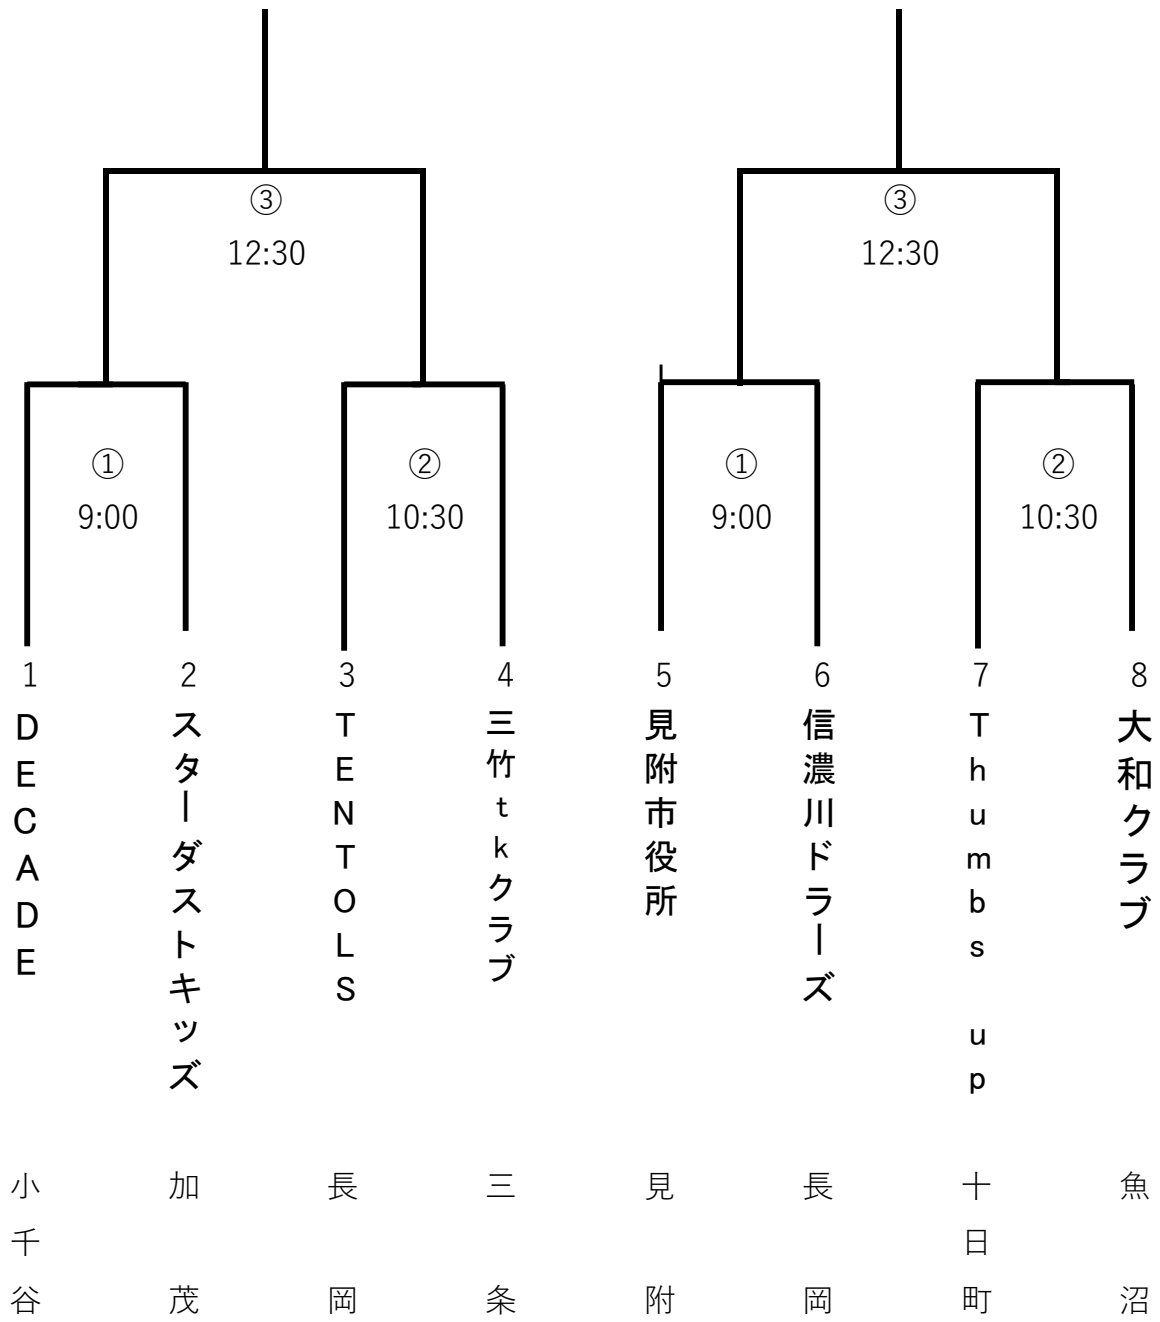 ③ ③
12:30 12:30
① ② ① ②
9:00 10:30 9:00 10:30
1 2 3 4 5 6 7 8
DECADE
スターダストキッズ
TENTOLS
三竹tkクラブ
見附市役所
信濃川ドラーズ
Thumbs up
大和クラブ
小千谷
加茂
長岡
三条
見附
長岡
十日町
魚沼